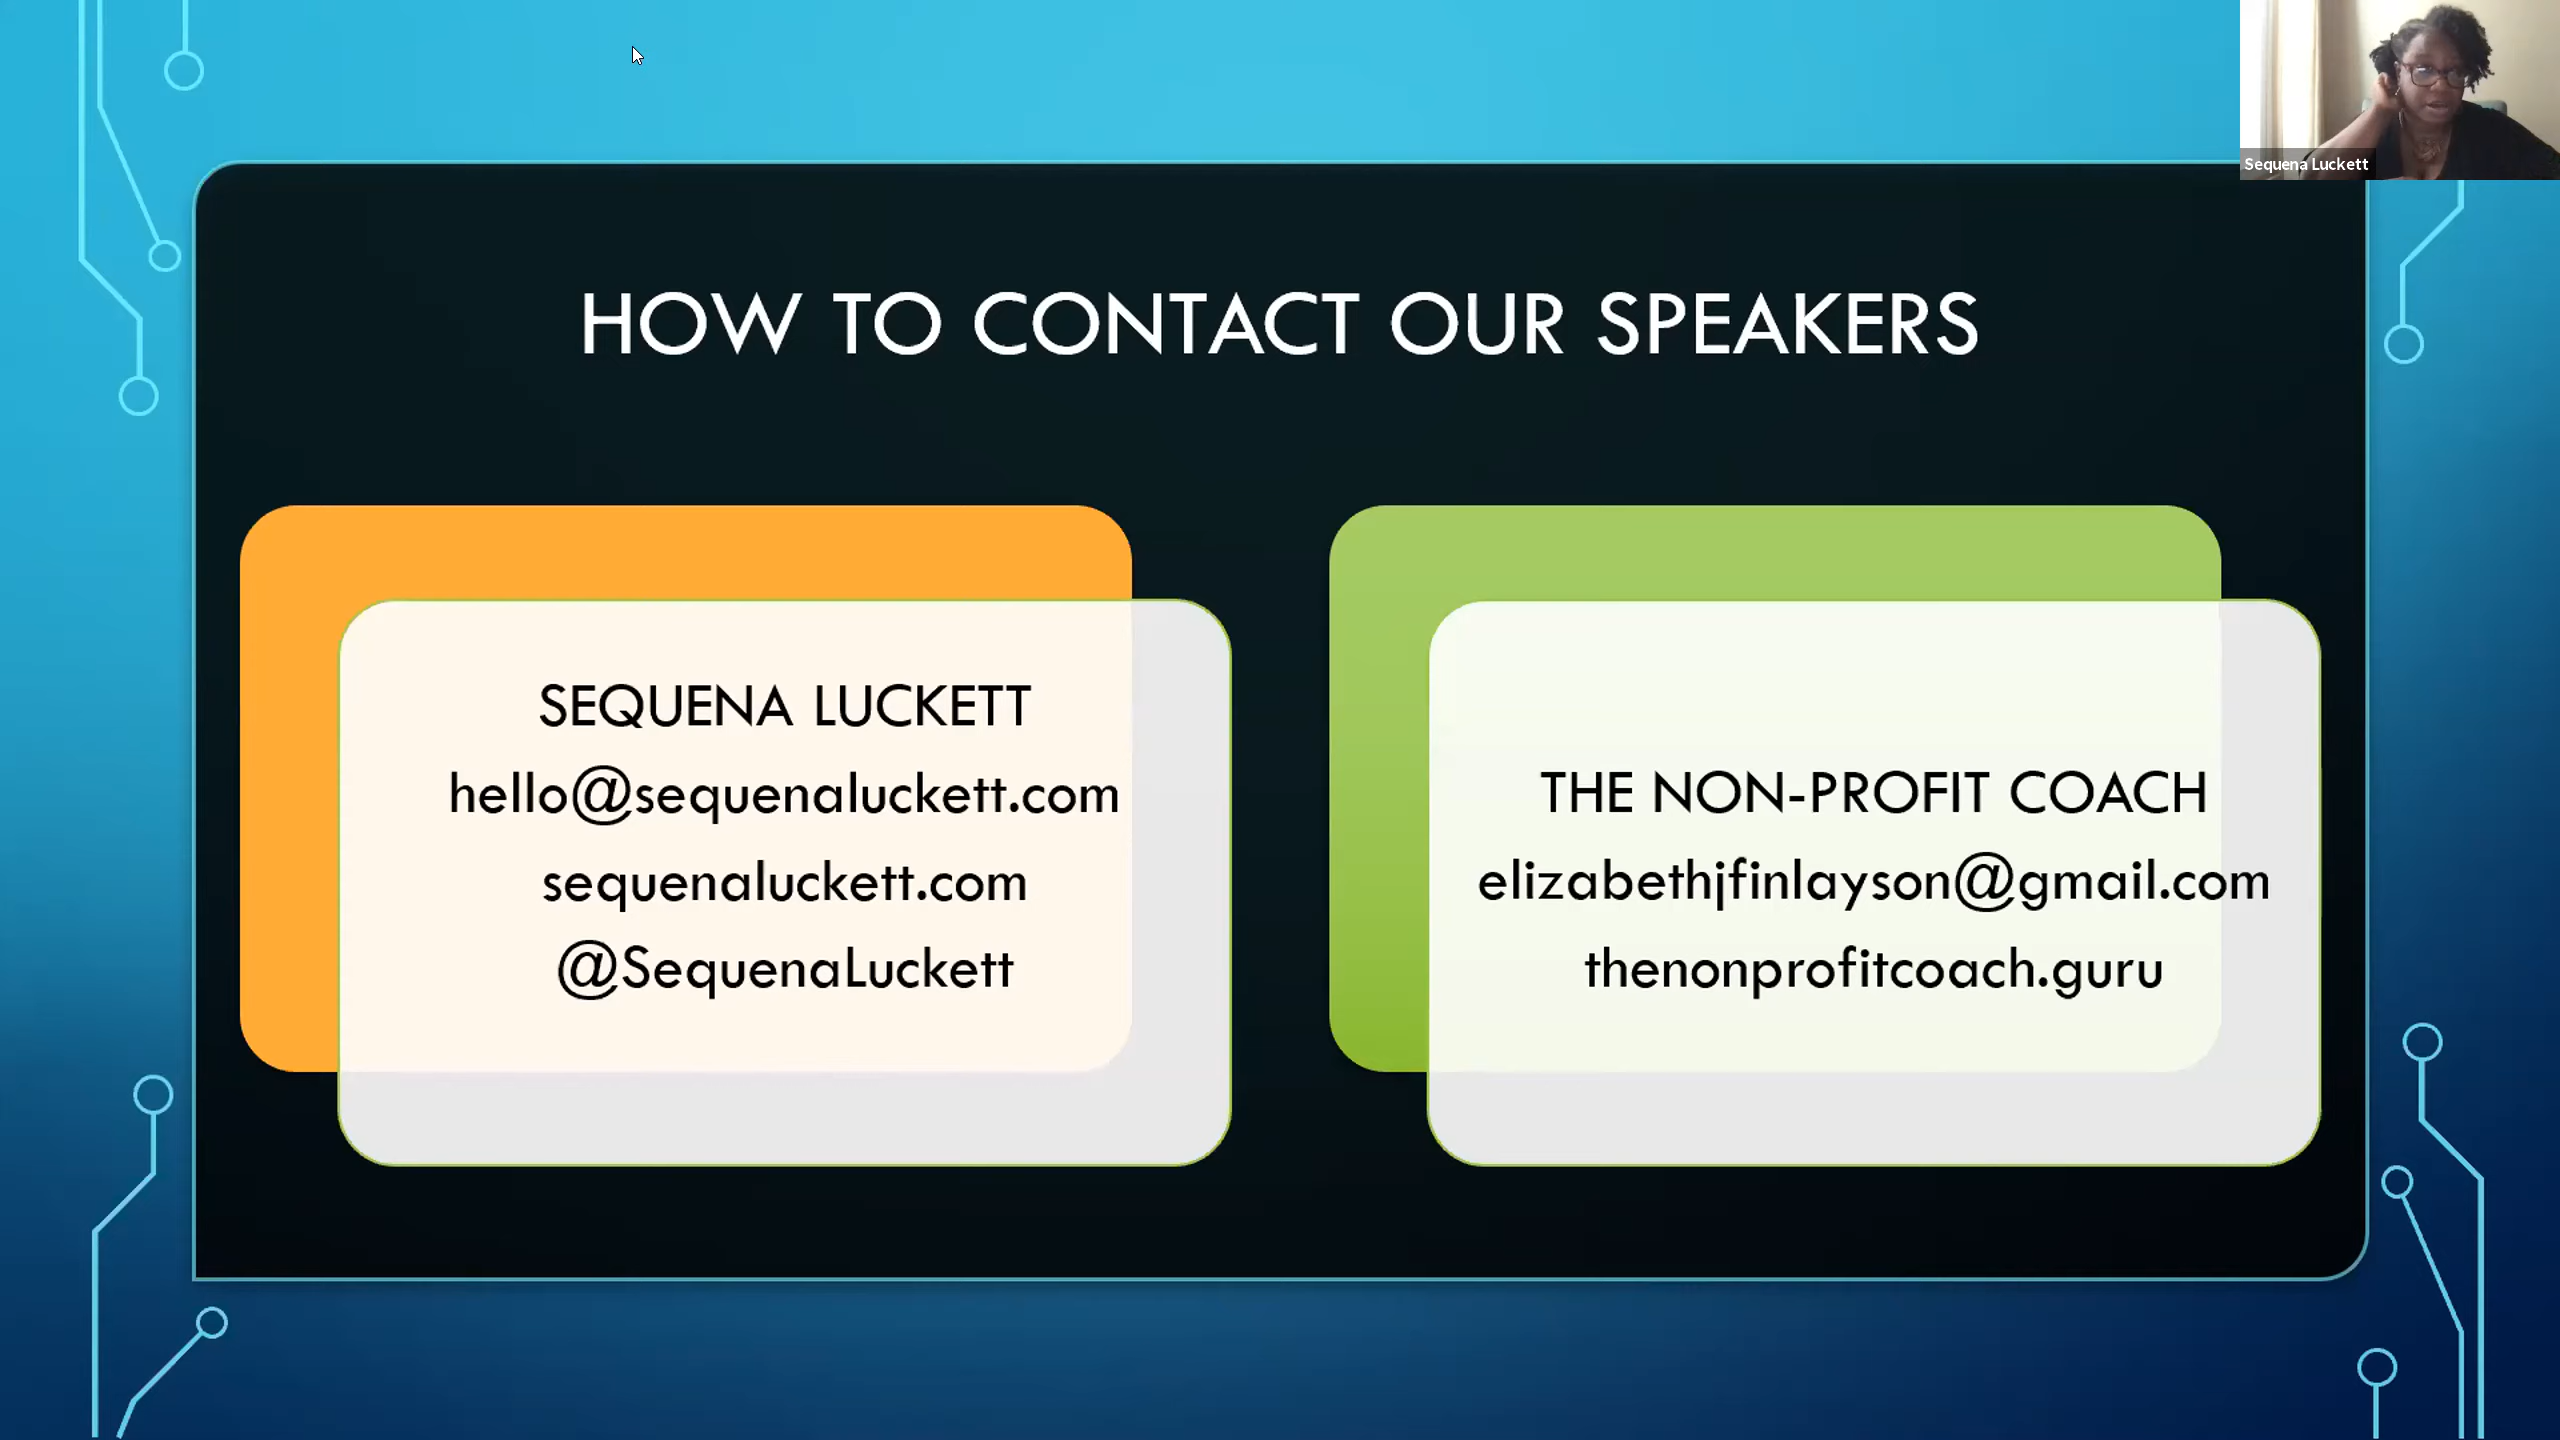 Sequena Luckett
HOW TO CONTACT OUR SPEAKERS
SEQUENA LUCKETT
hello@sequenaluckett.com
sequenaluckett.com
@SequenaLuckett
THE NON-PROFIT COACH
elizabethjfinlayson@gmail.com
thenonprofitcoach.guru